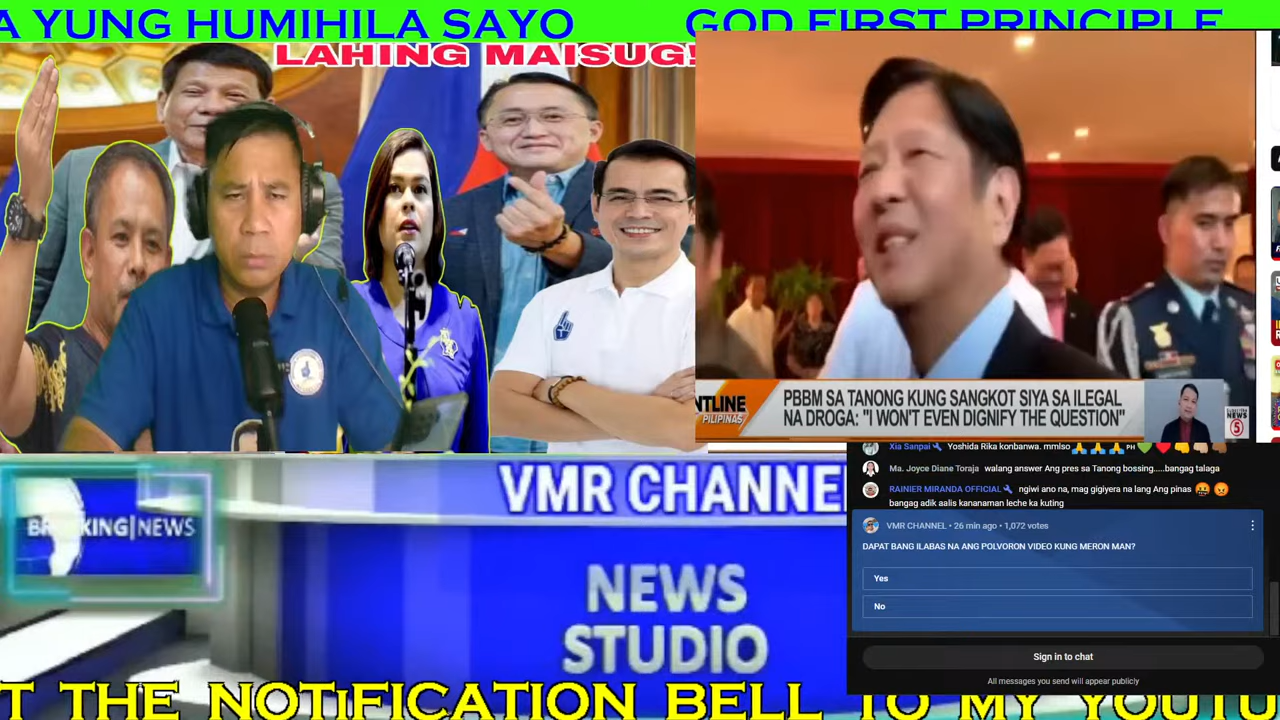 A YUNG HUMIHILA SAYO GOD FIRST PRINCIPLE
LAHING MAISUG!
NTLINE
PILIPINAS
PBBM SA TANONG KUNG SANGKOT SIYA SA ILEGAL
NA DROGA: "I WON'T EVEN DIGNIFY THE QUESTION"
NEWS
5
Xia Sanpai Yoshida Rika konbanwa. mmlso 🙏🙏🙏 PH 💚❤️
Ma. Joyce Diane Toraja walang answer Ang pres sa Tanong bossing.....bangag talaga
RAINIER MIRANDA OFFICIAL ngiwi ano na, mag gigiyera na lang Ang pinas 🤬😡
bangag adik aalis kananaman leche ka kuting
VMR CHANNEL • 26 min ago • 1,072 votes
DAPAT BANG ILABAS NA ANG POLVORON VIDEO KUNG MERON MAN?
Yes
No
Sign in to chat
All messages you send will appear publicly
VMR CHANNEL
BREAKING|NEWS
NEWS
STUDIO
T THE NOTIFICATION BELL TO MY YOUTU